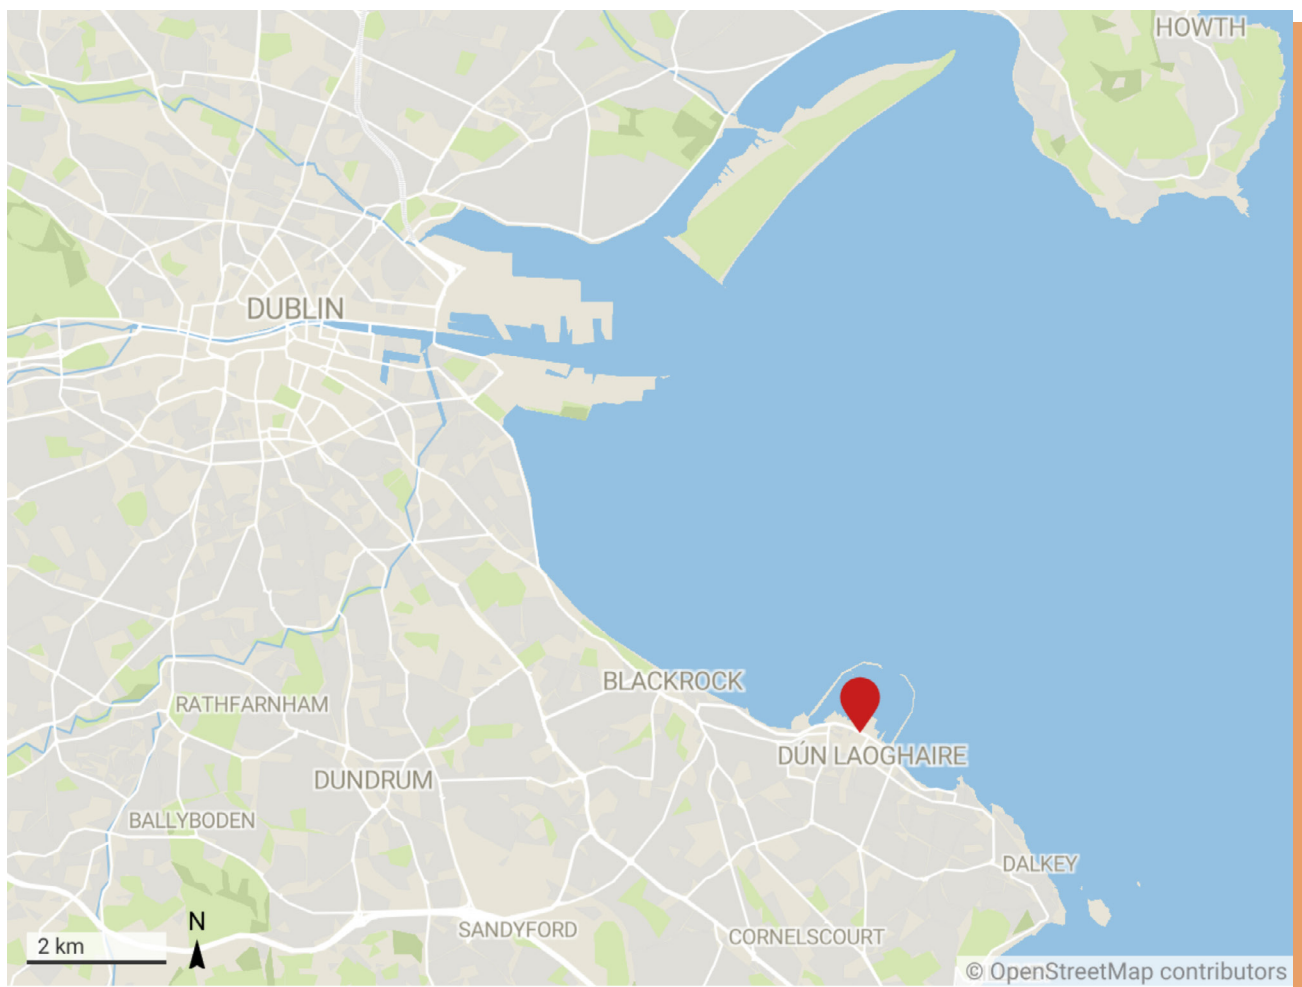 HOWTH
DUBLIN
BLACKROCK
RATHFARNHAM
DÚN LAOGHAIRE
DUNDRUM
BALLYBODEN
DALKEY
N
SANDYFORD
CORNELSCOURT
2 km
© OpenStreetMap contributors